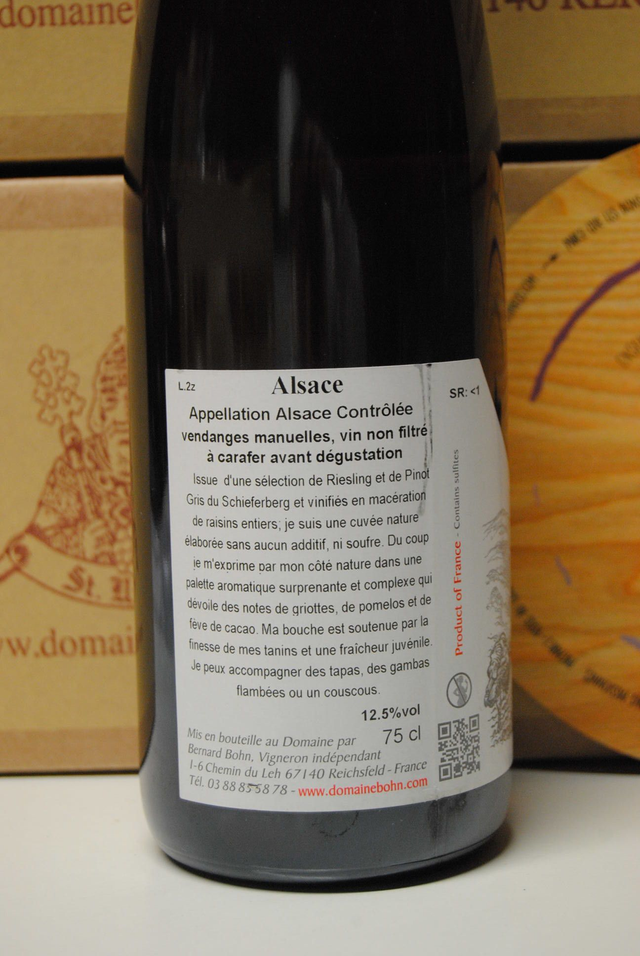 domaine
146 REI
L.2z
Alsace
SR: <1
Appellation Alsace Contrôlée
vendanges manuelles, vin non filtré
à carafer avant dégustation
Issue d'une sélection de Riesling et de Pinot
Gris du Schieferberg et vinifiés en macération
de raisins entiers; je suis une cuvée nature
élaborée sans aucun additif, ni soufre. Du coup
je m'exprime par mon côté nature dans une
palette aromatique surprenante et complexe qui
dévoile des notes de griottes, de pomelos et de
fève de cacao. Ma bouche est soutenue par la
finesse de mes tanins et une fraîcheur juvénile.
Je peux accompagner des tapas, des gambas
flambées ou un couscous.
12.5%vol
75 cl
Mis en bouteille au Domaine par
Bernard Bohn, Vigneron indépendant
1-6 Chemin du Leh 67140 Reichsfeld - France
Tél. 03 88 85 58 78 - www.domainebohn.com
Product of France - Contains sulfites
St.
w.domai